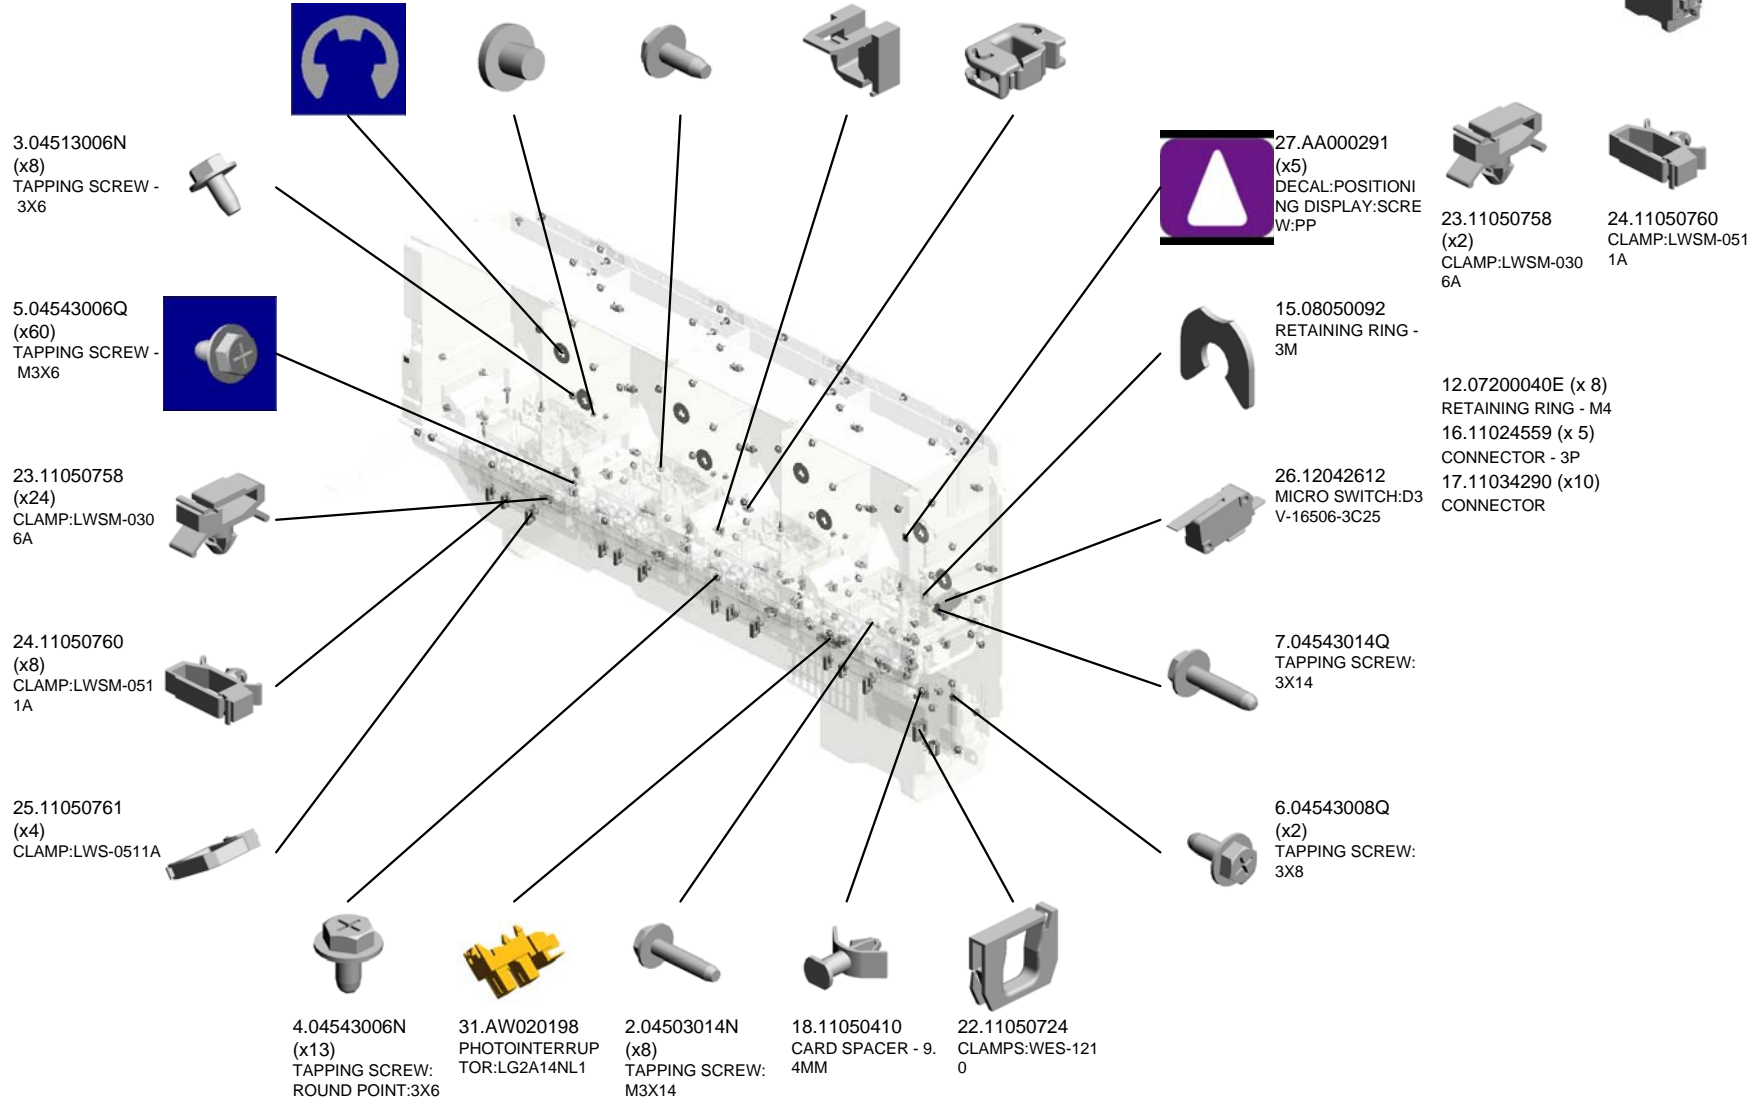 3.04513006N
(x8)
TAPPING SCREW -
3X6
5.04543006Q
(x60)
TAPPING SCREW -
M3X6
23.11050758
(x24)
CLAMP:LWSM-030
6A
24.11050760
(x8)
CLAMP:LWSM-051
1A
25.11050761
(x4)
CLAMP:LWS-0511A
4.04543006N
(x13)
TAPPING SCREW:
ROUND POINT:3X6
31.AW020198
PHOTOINTERRUP
TOR:LG2A14NL1
2.04503014N
(x8)
TAPPING SCREW:
M3X14
18.11050410
CARD SPACER - 9.
4MM
22.11050724
CLAMPS:WES-121
0
27.AA000291
(x5)
DECAL:POSITIONI
NG DISPLAY:SCRE
W:PP
15.08050092
RETAINING RING -
3M
26.12042612
MICRO SWITCH:D3
V-16506-3C25
7.04543014Q
TAPPING SCREW:
3X14
6.04543008Q
(x2)
TAPPING SCREW:
3X8
23.11050758
(x2)
CLAMP:LWSM-030
6A
24.11050760
CLAMP:LWSM-051
1A
12.07200040E (x 8)
RETAINING RING - M4
16.11024559 (x 5)
CONNECTOR - 3P
17.11034290 (x10)
CONNECTOR